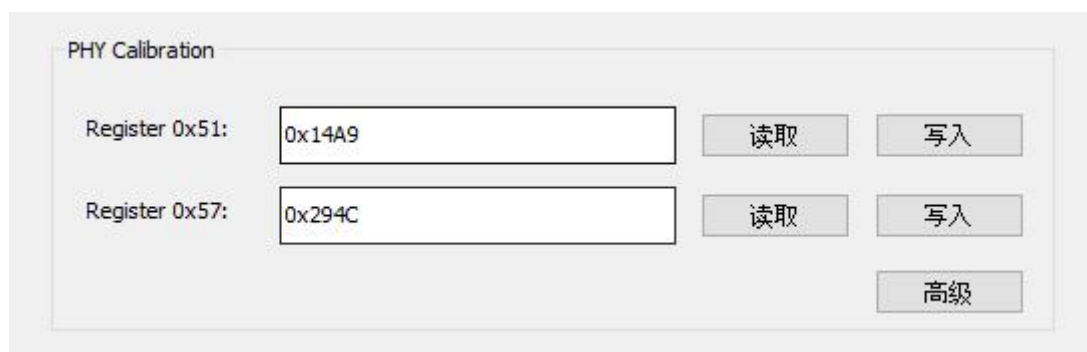 PHY Calibration
Register 0x51: 0x14A9 读取 写入
Register 0x57: 0x294C 读取 写入
高级